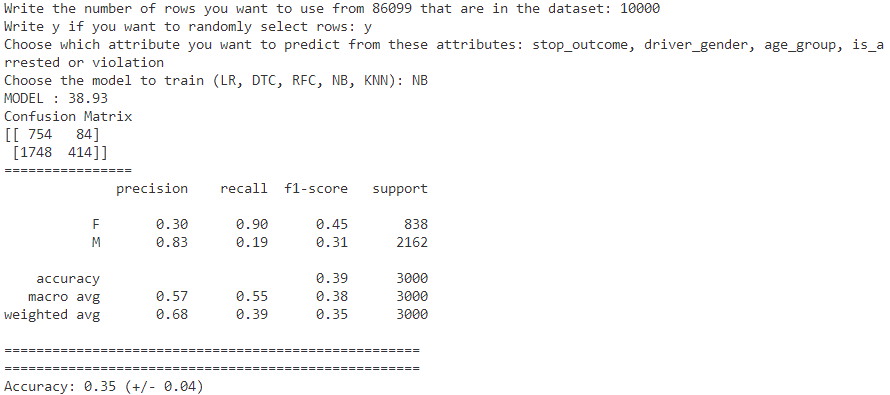 Write the number of rows you want to use from 86099 that are in the dataset: 10000
Write y if you want to randomly select rows: y
Choose which attribute you want to predict from these attributes: stop_outcome, driver_gender, age_group, is_a
rrested or violation
Choose the model to train (LR, DTC, RFC, NB, KNN): NB
MODEL : 38.93
Confusion Matrix
[[ 754   84]
 [1748  414]]
================
              precision    recall  f1-score   support

           F       0.30      0.90      0.45       838
           M       0.83      0.19      0.31      2162

    accuracy                           0.39      3000
   macro avg       0.57      0.55      0.38      3000
weighted avg       0.68      0.39      0.35      3000

====================================================
====================================================
Accuracy: 0.35 (+/- 0.04)